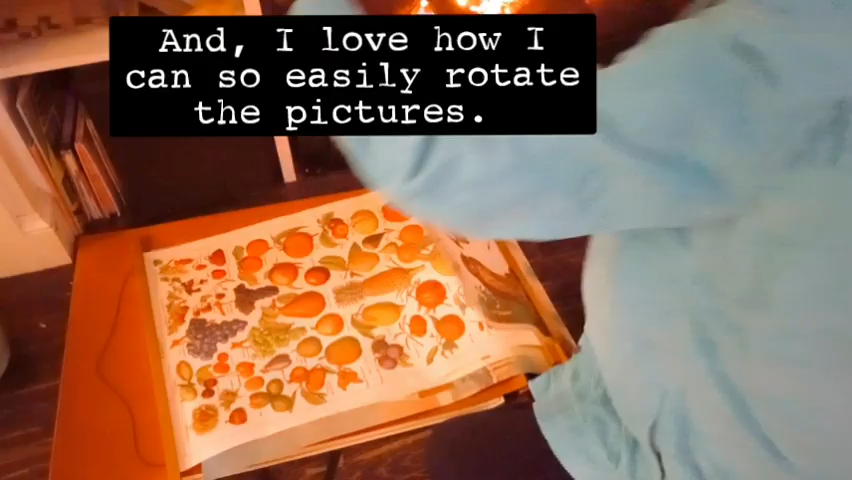 And, I love how I
can so easily rotate
the pictures.